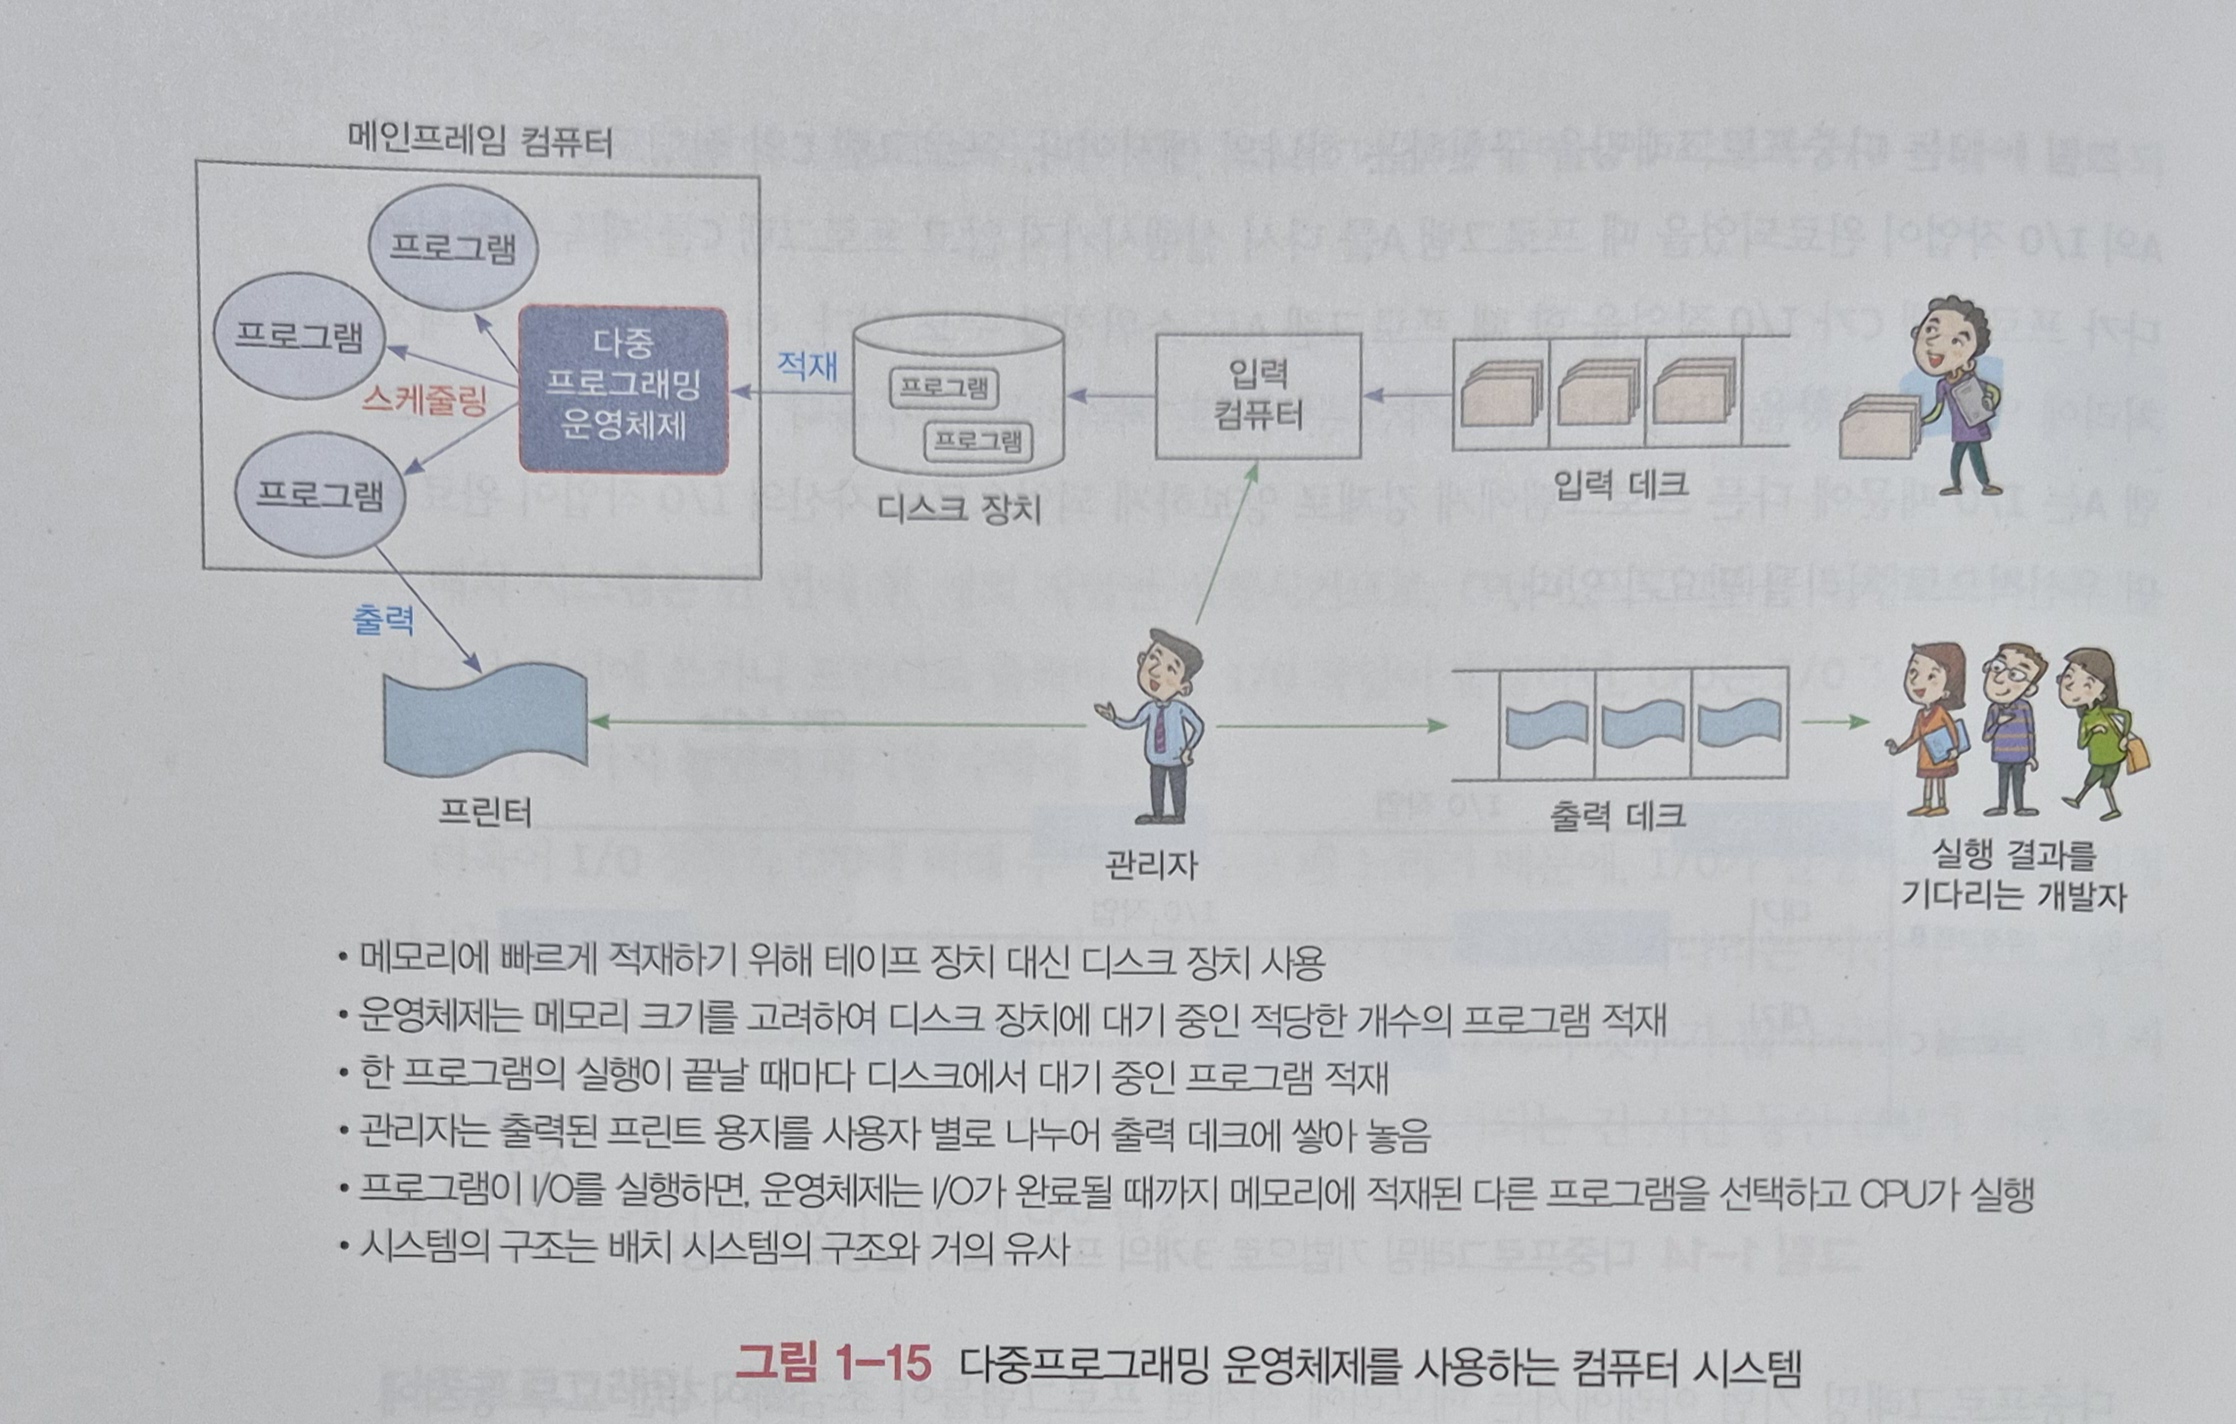 메인프레임 컴퓨터
프로그램
프로그램
프로그램
스케줄링
다중
프로그래밍
운영체제
적재
프로그램
프로그램
디스크 장치
입력
컴퓨터
입력 데크
출력
프린터
관리자
출력 데크
실행 결과를
기다리는 개발자
• 메모리에 빠르게 적재하기 위해 테이프 장치 대신 디스크 장치 사용
• 운영체제는 메모리 크기를 고려하여 디스크 장치에 대기 중인 적당한 개수의 프로그램 적재
• 한 프로그램의 실행이 끝날 때마다 디스크에서 대기 중인 프로그램 적재
• 관리자는 출력된 프린트 용지를 사용자 별로 나누어 출력 데크에 쌓아 놓음
• 프로그램이 I/O를 실행하면, 운영체제는 I/O가 완료될 때까지 메모리에 적재된 다른 프로그램을 선택하고 CPU가 실행
• 시스템의 구조는 배치 시스템의 구조와 거의 유사
그림 1-15 다중프로그래밍 운영체제를 사용하는 컴퓨터 시스템